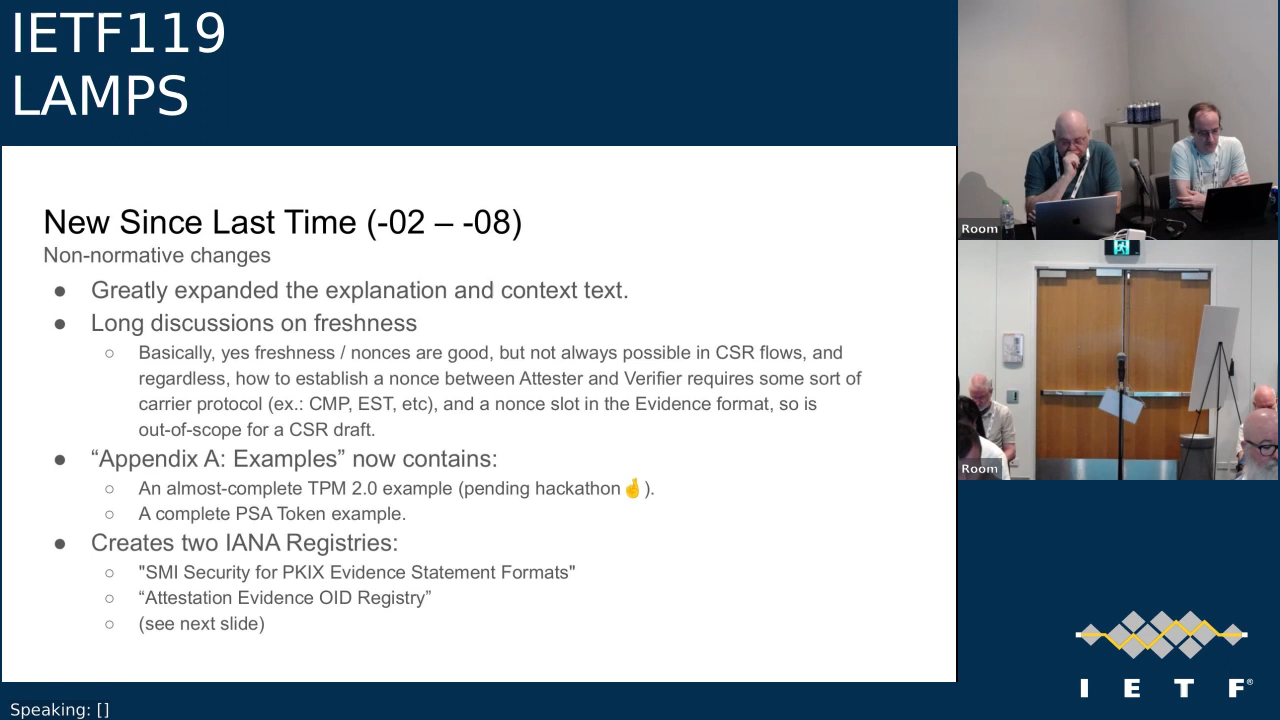 IETF119
LAMPS
New Since Last Time (-02 – -08)
Non-normative changes
● Greatly expanded the explanation and context text.
● Long discussions on freshness
○ Basically, yes freshness / nonces are good, but not always possible in CSR flows, and
regardless, how to establish a nonce between Attester and Verifier requires some sort of
carrier protocol (ex.: CMP, EST, etc), and a nonce slot in the Evidence format, so is
out-of-scope for a CSR draft.
● “Appendix A: Examples” now contains:
○ An almost-complete TPM 2.0 example (pending hackathon🤞).
○ A complete PSA Token example.
● Creates two IANA Registries:
○ "SMI Security for PKIX Evidence Statement Formats"
○ “Attestation Evidence OID Registry”
○ (see next slide)
Room
Room
I E T F®
Speaking: []